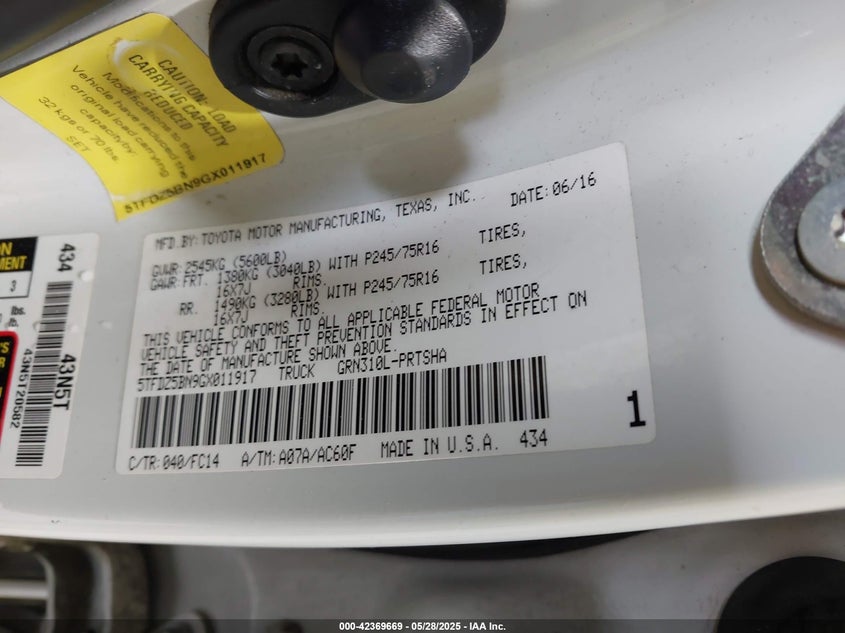 CAUTION: LOAD
CARRYING CAPACITY
REDUCED
Modifications to this
Vehicle have reduced the
original load carrying
capacity by:
32 kgs or 70 lbs.
SET
5TFDZ5BN9GX011917
MFD.BY: TOYOTA MOTOR MANUFACTURING, TEXAS, INC. DATE: 06/16
GVWR: 2545KG (5600LB)
GAWR: FRT. 1380KG (3040LB) WITH P245/75R16 TIRES,
16X7J RIMS.
RR. 1490KG (3280LB) WITH P245/75R16 TIRES,
16X7J RIMS.
THIS VEHICLE CONFORMS TO ALL APPLICABLE FEDERAL MOTOR
VEHICLE SAFETY AND THEFT PREVENTION STANDARDS IN EFFECT ON
THE DATE OF MANUFACTURE SHOWN ABOVE.
5TFDZ5BN9GX011917 TRUCK GRN310L-PRTSHA
C/TR: 040/FC14 A/TM: A07A/AC60F MADE IN U.S.A. 434
1
434 43N5T
43N5T20582
3
lbs.
000-42369669 - 05/28/2025 - IAA Inc.